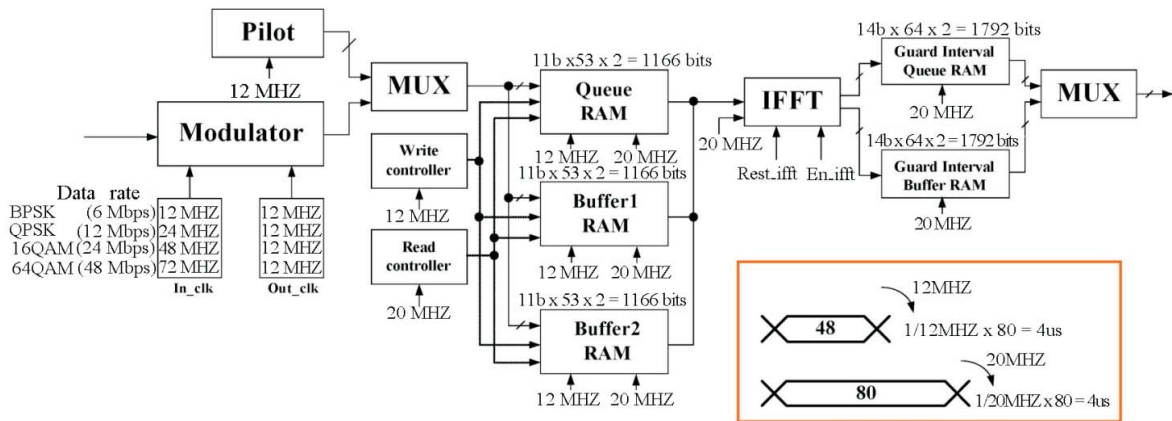 Pilot
12 MHZ
Modulator
MUX
Data rate
BPSK (6 Mbps) 12 MHZ 12 MHZ
QPSK (12 Mbps) 24 MHZ 12 MHZ
16QAM (24 Mbps) 48 MHZ 12 MHZ
64QAM (48 Mbps) 72 MHZ 12 MHZ
In_clk Out_clk
Write
controller
12 MHZ
Read
controller
20 MHZ
11b x53 x 2 = 1166 bits
Queue
RAM
12 MHZ 20 MHZ
11b x 53 x 2 = 1166 bits
Buffer1
RAM
12 MHZ 20 MHZ
11b x 53 x 2 = 1166 bits
Buffer2
RAM
12 MHZ 20 MHZ
IFFT
20 MHZ
Rest_ifft En_ifft
14b x 64 x 2 = 1792 bits
Guard Interval
Queue RAM
20 MHZ
14b x 64 x 2 = 1792 bits
Guard Interval
Buffer RAM
20 MHZ
MUX
12MHZ
48
1/12MHZ x 80 = 4us
20MHZ
80
1/20MHZ x 80 = 4us